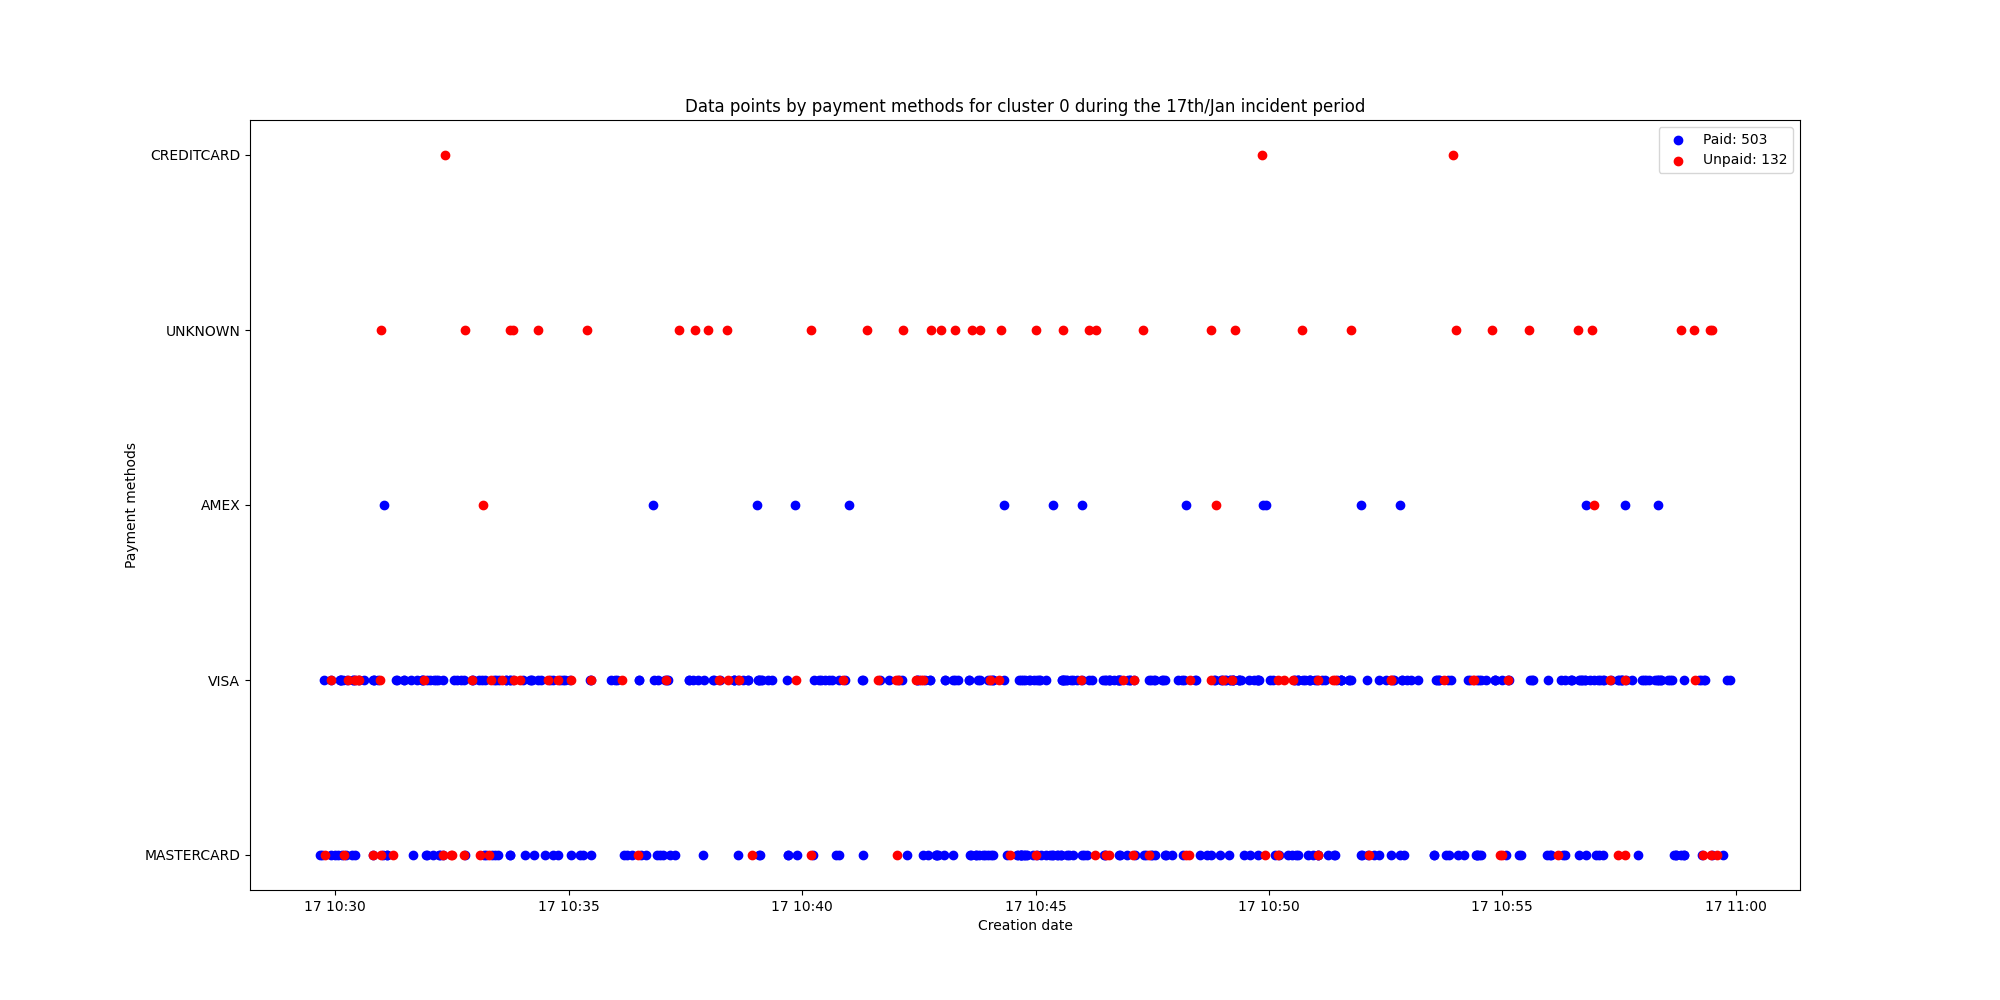 Data points by payment methods for cluster 0 during the 17th/Jan incident period
Paid: 503
Unpaid: 132
CREDITCARD
UNKNOWN
AMEX
VISA
MASTERCARD
Payment methods
17 10:30
17 10:35
17 10:40
17 10:45
17 10:50
17 10:55
17 11:00
Creation date